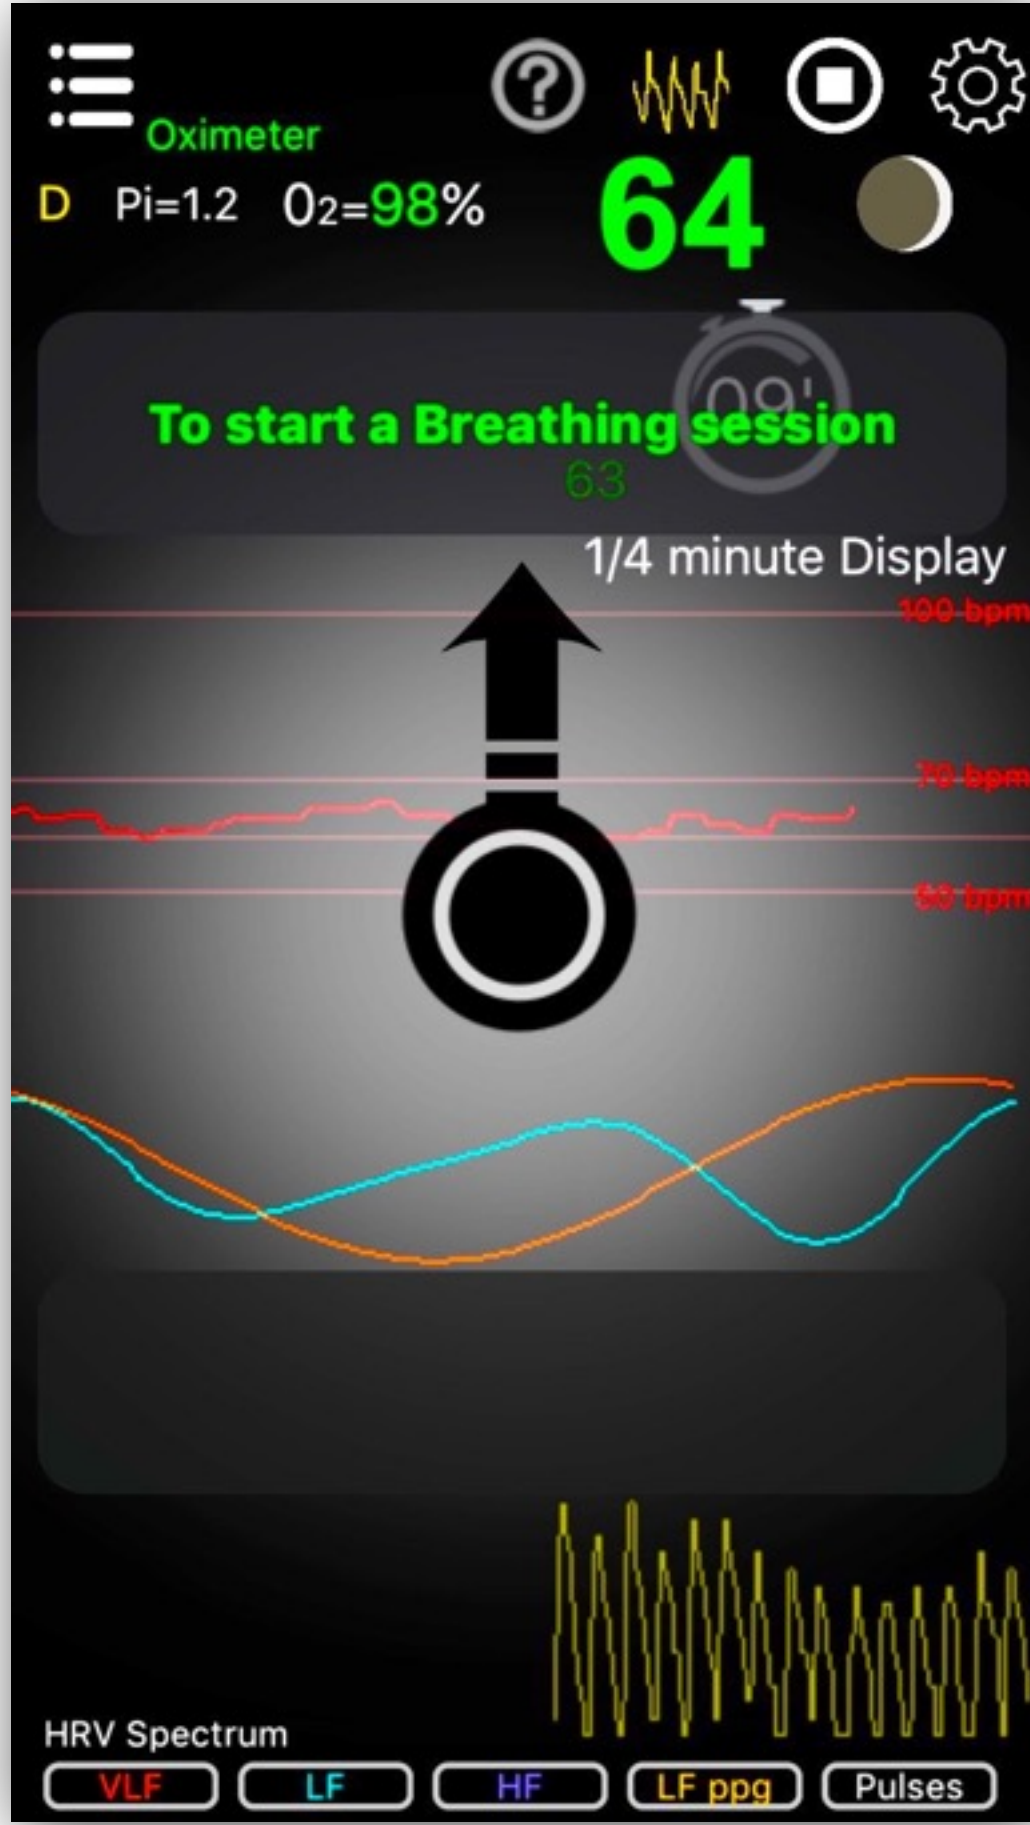 Oximeter
D Pi=1.2 O2=98% 64
09'
To start a Breathing session
63
1/4 minute Display
100 bpm
70 bpm
50 bpm
HRV Spectrum
VLF LF HF LF ppg Pulses